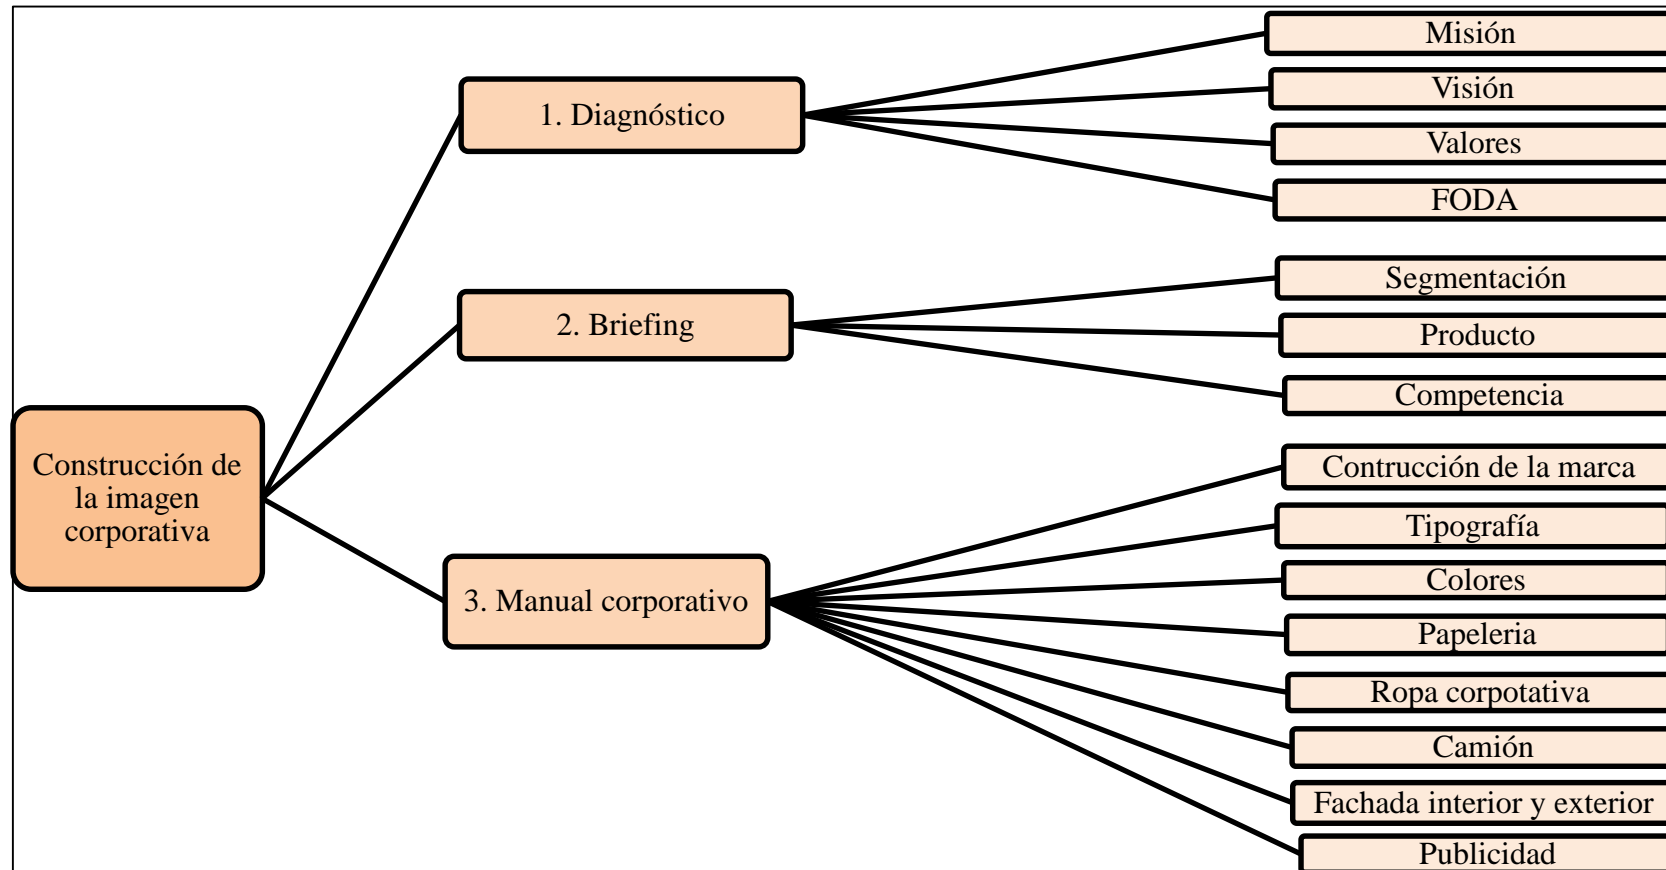 Construcción de
la imagen
corporativa
1. Diagnóstico
Misión
Visión
Valores
FODA
2. Briefing
Segmentación
Producto
Competencia
3. Manual corporativo
Contrucción de la marca
Tipografía
Colores
Papeleria
Ropa corpotativa
Camión
Fachada interior y exterior
Publicidad